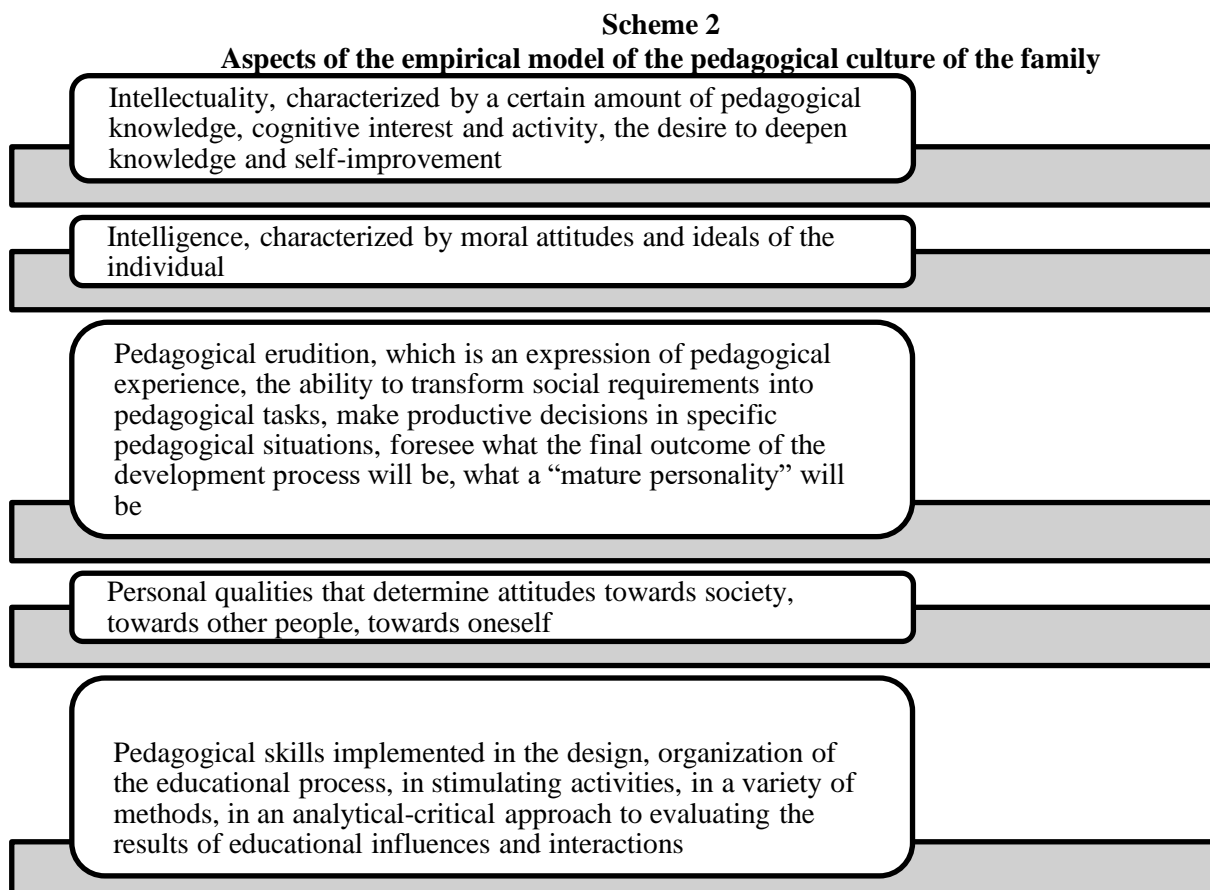 Scheme 2
Aspects of the empirical model of the pedagogical culture of the family
Intellectuality, characterized by a certain amount of pedagogical
knowledge, cognitive interest and activity, the desire to deepen
knowledge and self-improvement
Intelligence, characterized by moral attitudes and ideals of the
individual
Pedagogical erudition, which is an expression of pedagogical
experience, the ability to transform social requirements into
pedagogical tasks, make productive decisions in specific
pedagogical situations, foresee what the final outcome of the
development process will be, what a “mature personality” will
be
Personal qualities that determine attitudes towards society,
towards other people, towards oneself
Pedagogical skills implemented in the design, organization of
the educational process, in stimulating activities, in a variety of
methods, in an analytical-critical approach to evaluating the
results of educational influences and interactions